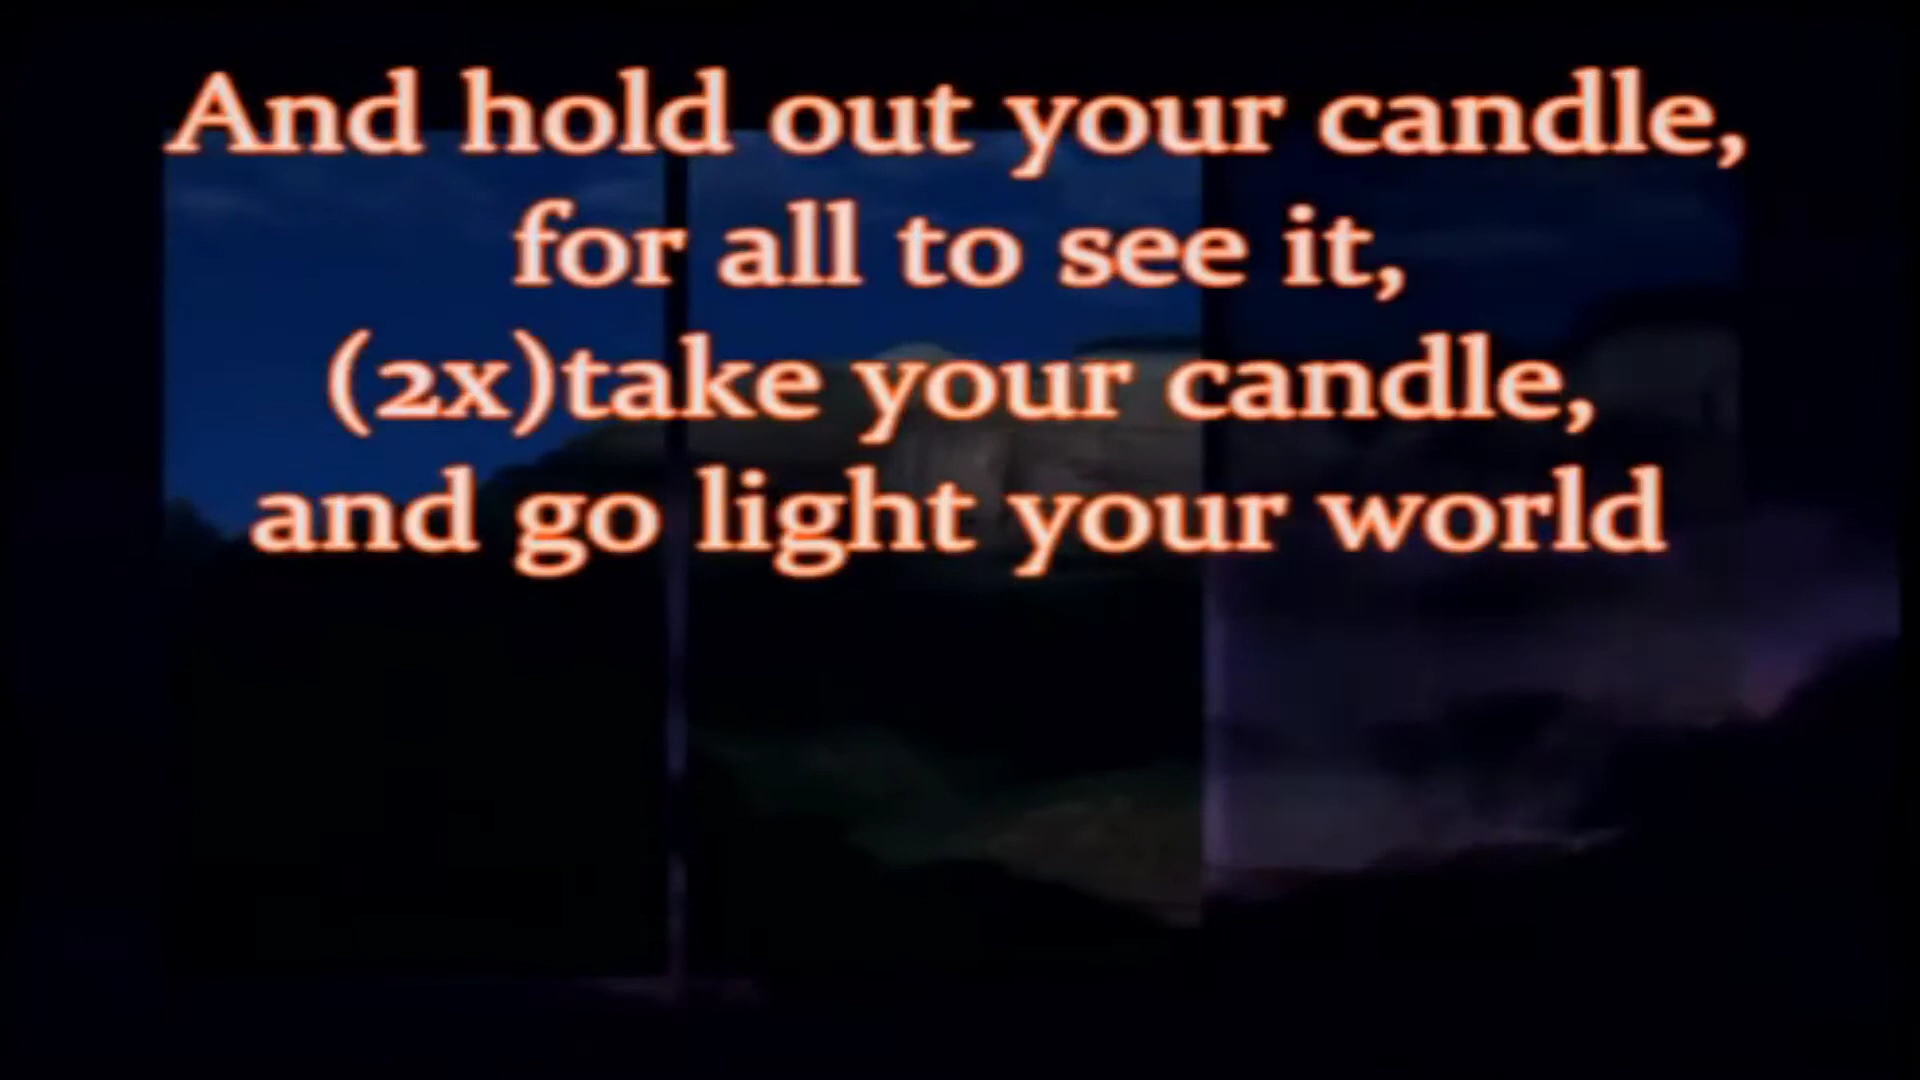 And hold out your candle,
for all to see it,
(2x)take your candle,
and go light your world